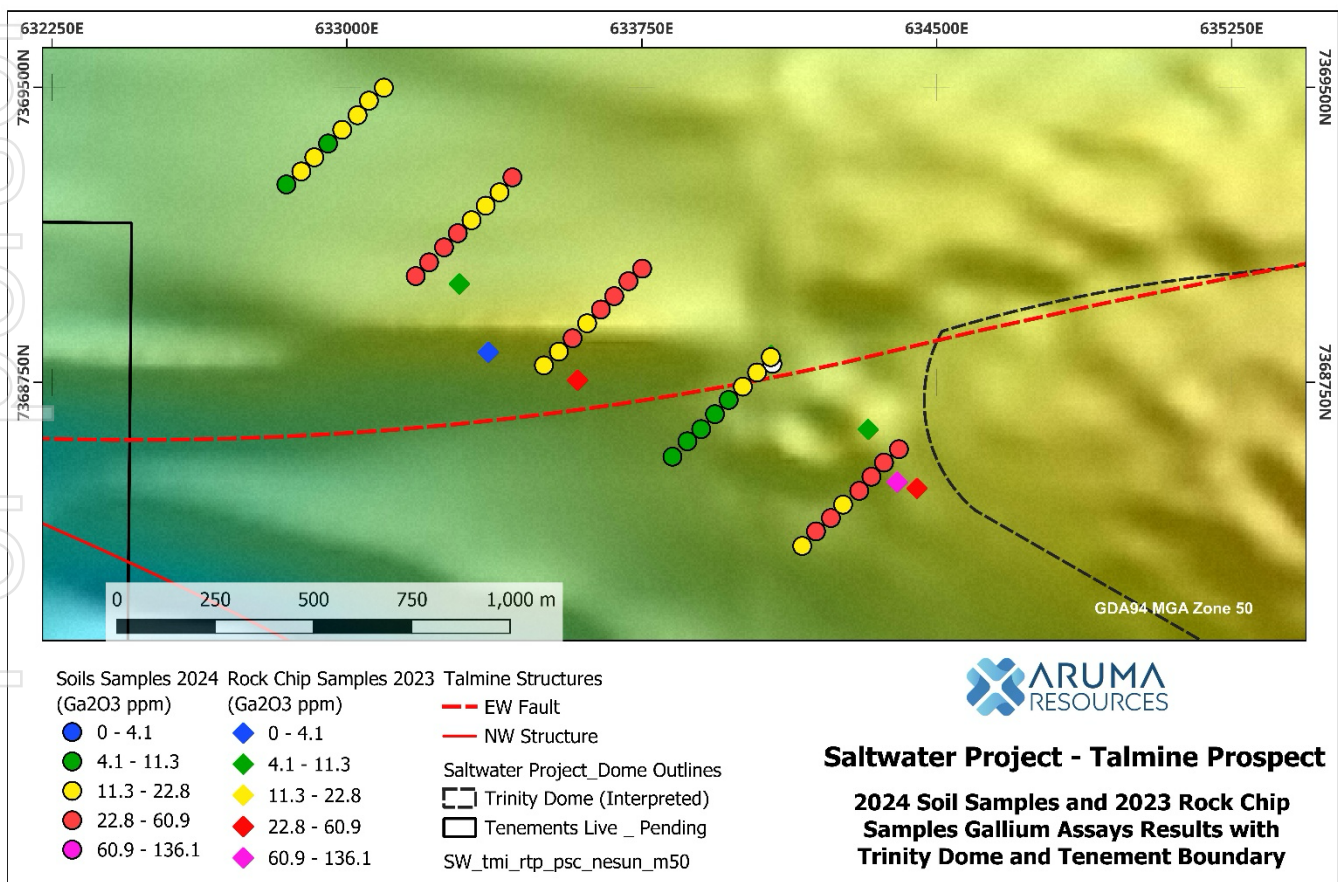 632250E 633000E 633750E 634500E 635250E
7369500N
7369500N
7368750N
7368750N
0 250 500 750 1,000 m
GDA94 MGA Zone 50
Soils Samples 2024
(Ga2O3 ppm)
0 - 4.1
4.1 - 11.3
11.3 - 22.8
22.8 - 60.9
60.9 - 136.1
Rock Chip Samples 2023
(Ga2O3 ppm)
0 - 4.1
4.1 - 11.3
11.3 - 22.8
22.8 - 60.9
60.9 - 136.1
Talmine Structures
EW Fault
NW Structure
Saltwater Project_Dome Outlines
Trinity Dome (Interpreted)
Tenements Live _ Pending
SW_tmi_rtp_psc_nesun_m50
ARUMA
RESOURCES
Saltwater Project - Talmine Prospect
2024 Soil Samples and 2023 Rock Chip
Samples Gallium Assays Results with
Trinity Dome and Tenement Boundary